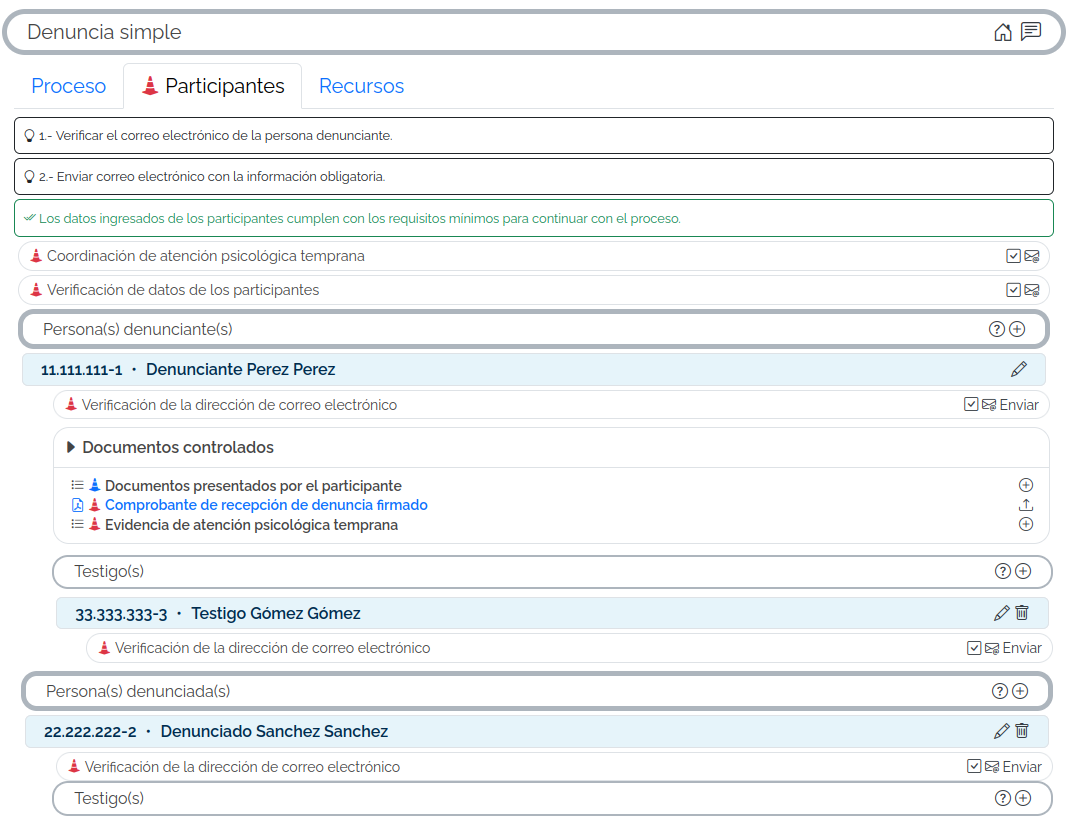 Denuncia simple
Proceso
Participantes
Recursos
1.- Verificar el correo electrónico de la persona denunciante.
2.- Enviar correo electrónico con la información obligatoria.
Los datos ingresados de los participantes cumplen con los requisitos mínimos para continuar con el proceso.
Coordinación de atención psicológica temprana
Verificación de datos de los participantes
Persona(s) denunciante(s)
11.111.111-1 · Denunciante Perez Perez
Verificación de la dirección de correo electrónico Enviar
Documentos controlados
Documentos presentados por el participante
Comprobante de recepción de denuncia firmado
Evidencia de atención psicológica temprana
Testigo(s)
33.333.333-3 · Testigo Gómez Gómez
Verificación de la dirección de correo electrónico Enviar
Persona(s) denunciada(s)
22.222.222-2 · Denunciado Sanchez Sanchez
Verificación de la dirección de correo electrónico Enviar
Testigo(s)